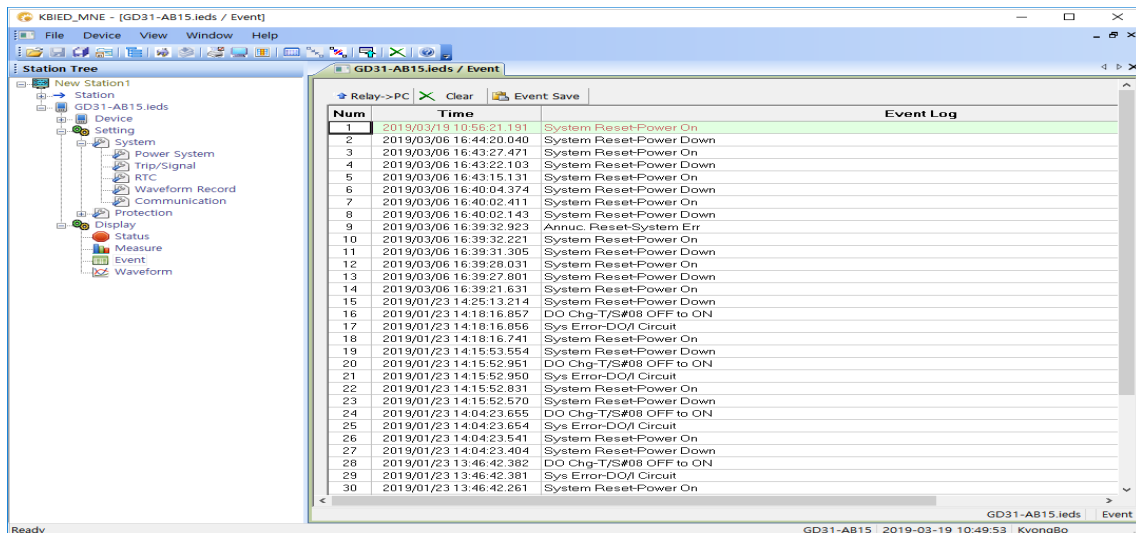 KBIED_MNE - [GD31-AB15.ieds / Event]
File Device View Window Help
Station Tree
New Station1
Station
GD31-AB15.ieds
Device
Setting
System
Power System
Trip/Signal
RTC
Waveform Record
Communication
Protection
Display
Status
Measure
Event
Waveform
GD31-AB15.ieds / Event
Relay->PC Clear Event Save
Num Time Event Log
1 2019/03/19 10:56:21.191 System Reset-Power On
2 2019/03/06 16:44:20.040 System Reset-Power Down
3 2019/03/06 16:43:27.471 System Reset-Power On
4 2019/03/06 16:43:22.103 System Reset-Power Down
5 2019/03/06 16:43:15.131 System Reset-Power On
6 2019/03/06 16:40:04.374 System Reset-Power Down
7 2019/03/06 16:40:02.411 System Reset-Power On
8 2019/03/06 16:40:02.143 System Reset-Power Down
9 2019/03/06 16:39:32.923 Annuc. Reset-System Err
10 2019/03/06 16:39:32.221 System Reset-Power On
11 2019/03/06 16:39:31.305 System Reset-Power Down
12 2019/03/06 16:39:28.031 System Reset-Power On
13 2019/03/06 16:39:27.801 System Reset-Power Down
14 2019/03/06 16:39:21.631 System Reset-Power On
15 2019/01/23 14:25:13.214 System Reset-Power Down
16 2019/01/23 14:18:16.857 DO Chg-T/S#08 OFF to ON
17 2019/01/23 14:18:16.856 Sys Error-DO/I Circuit
18 2019/01/23 14:18:16.741 System Reset-Power On
19 2019/01/23 14:15:53.554 System Reset-Power Down
20 2019/01/23 14:15:52.951 DO Chg-T/S#08 OFF to ON
21 2019/01/23 14:15:52.950 Sys Error-DO/I Circuit
22 2019/01/23 14:15:52.831 System Reset-Power On
23 2019/01/23 14:15:52.570 System Reset-Power Down
24 2019/01/23 14:04:23.655 DO Chg-T/S#08 OFF to ON
25 2019/01/23 14:04:23.654 Sys Error-DO/I Circuit
26 2019/01/23 14:04:23.541 System Reset-Power On
27 2019/01/23 14:04:23.404 System Reset-Power Down
28 2019/01/23 13:46:42.382 DO Chg-T/S#08 OFF to ON
29 2019/01/23 13:46:42.381 Sys Error-DO/I Circuit
30 2019/01/23 13:46:42.261 System Reset-Power On
GD31-AB15.ieds Event
Ready GD31-AB15 2019-03-19 10:49:53 KyongBo